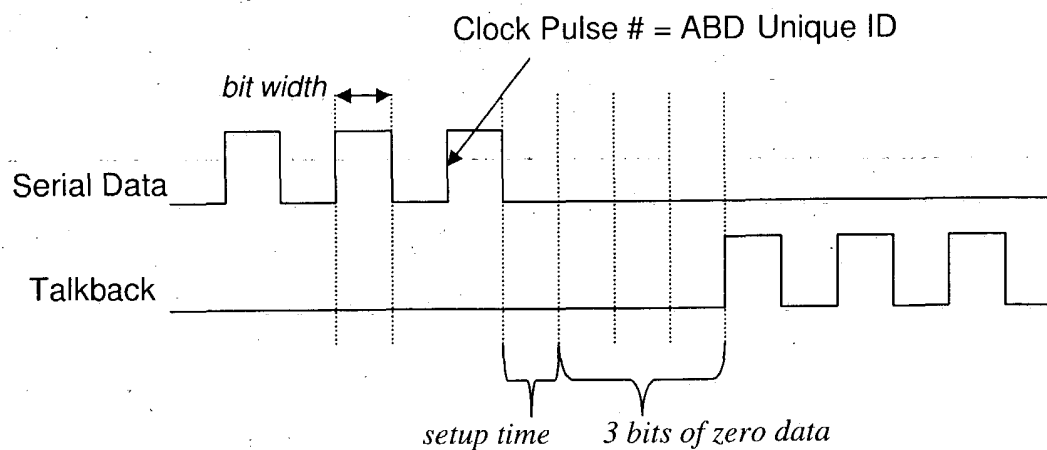 Clock Pulse # = ABD Unique ID
bit width
Serial Data
Talkback
setup time
3 bits of zero data